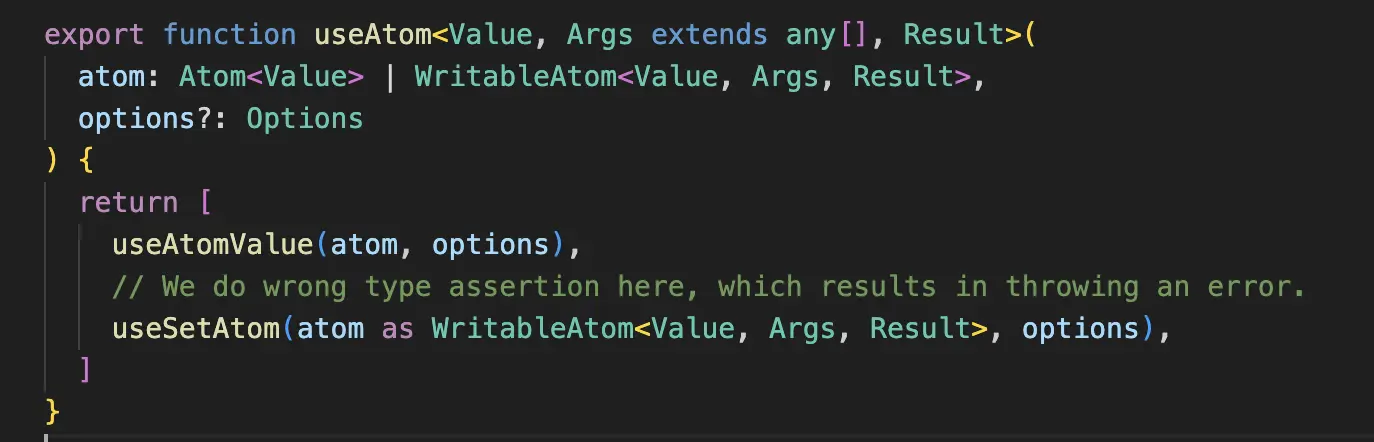 export function useAtom<Value, Args extends any[], Result>(
  atom: Atom<Value> | WritableAtom<Value, Args, Result>,
  options?: Options
) {
  return [
    useAtomValue(atom, options),
    // We do wrong type assertion here, which results in throwing an error.
    useSetAtom(atom as WritableAtom<Value, Args, Result>, options),
  ]
}